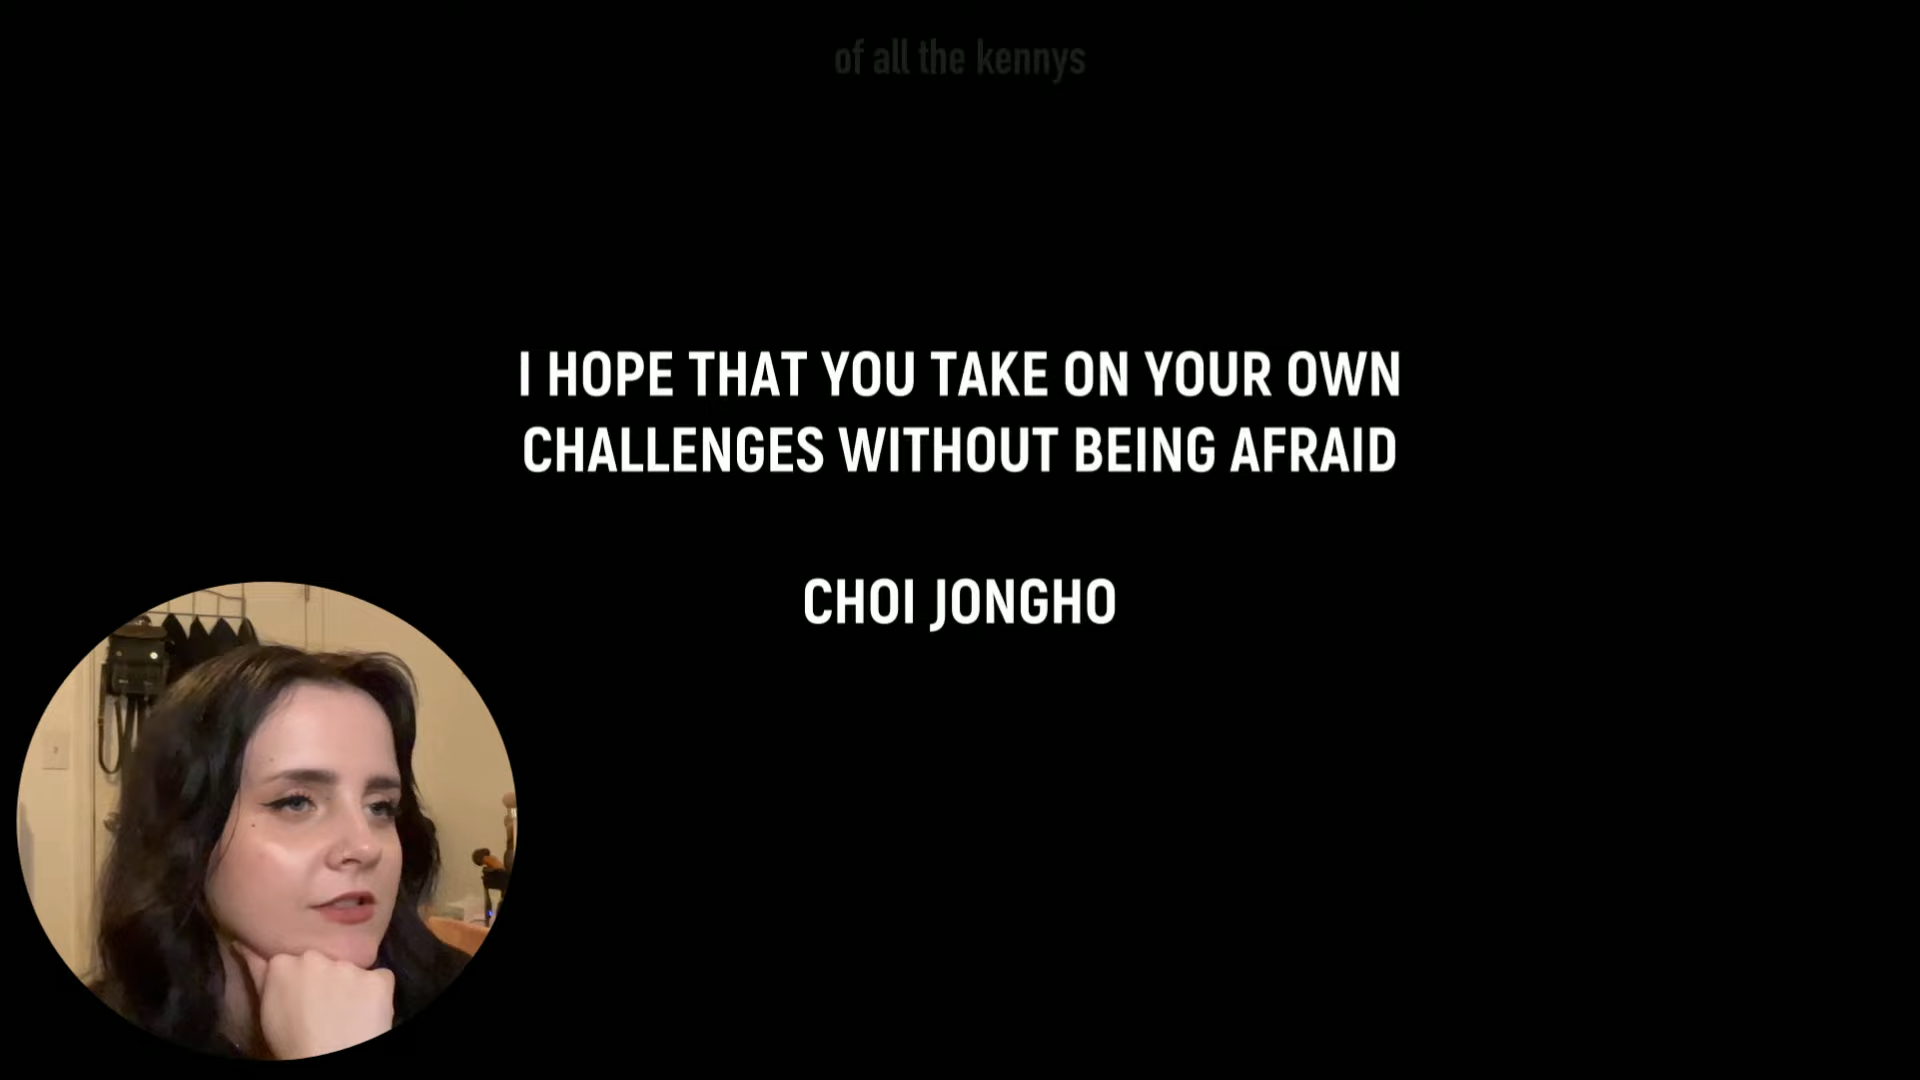 of all the kennys
I HOPE THAT YOU TAKE ON YOUR OWN
CHALLENGES WITHOUT BEING AFRAID
CHOI JONGHO